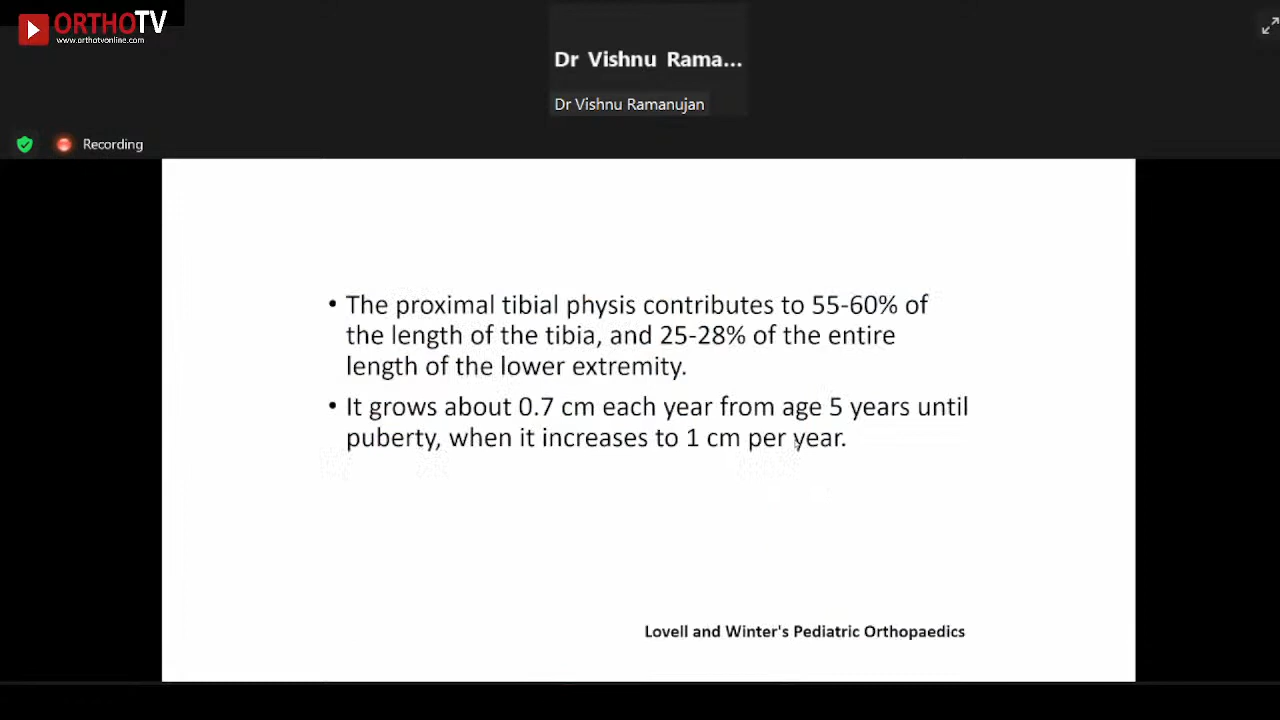 ORTHOTV
www.orthotvonline.com
Dr Vishnu Rama...
Dr Vishnu Ramanujan
Recording
• The proximal tibial physis contributes to 55-60% of
the length of the tibia, and 25-28% of the entire
length of the lower extremity.
• It grows about 0.7 cm each year from age 5 years until
puberty, when it increases to 1 cm per year.
Lovell and Winter's Pediatric Orthopaedics